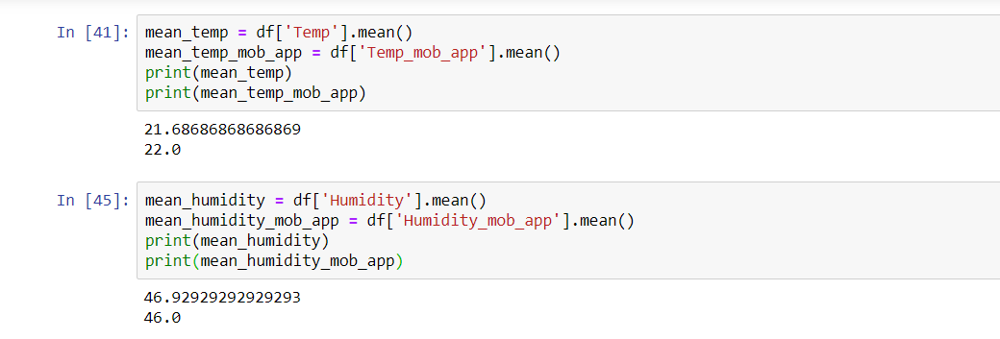 In [41]: mean_temp = df['Temp'].mean()
mean_temp_mob_app = df['Temp_mob_app'].mean()
print(mean_temp)
print(mean_temp_mob_app)
21.68686868686869
22.0
In [45]: mean_humidity = df['Humidity'].mean()
mean_humidity_mob_app = df['Humidity_mob_app'].mean()
print(mean_humidity)
print(mean_humidity_mob_app)
46.92929292929293
46.0